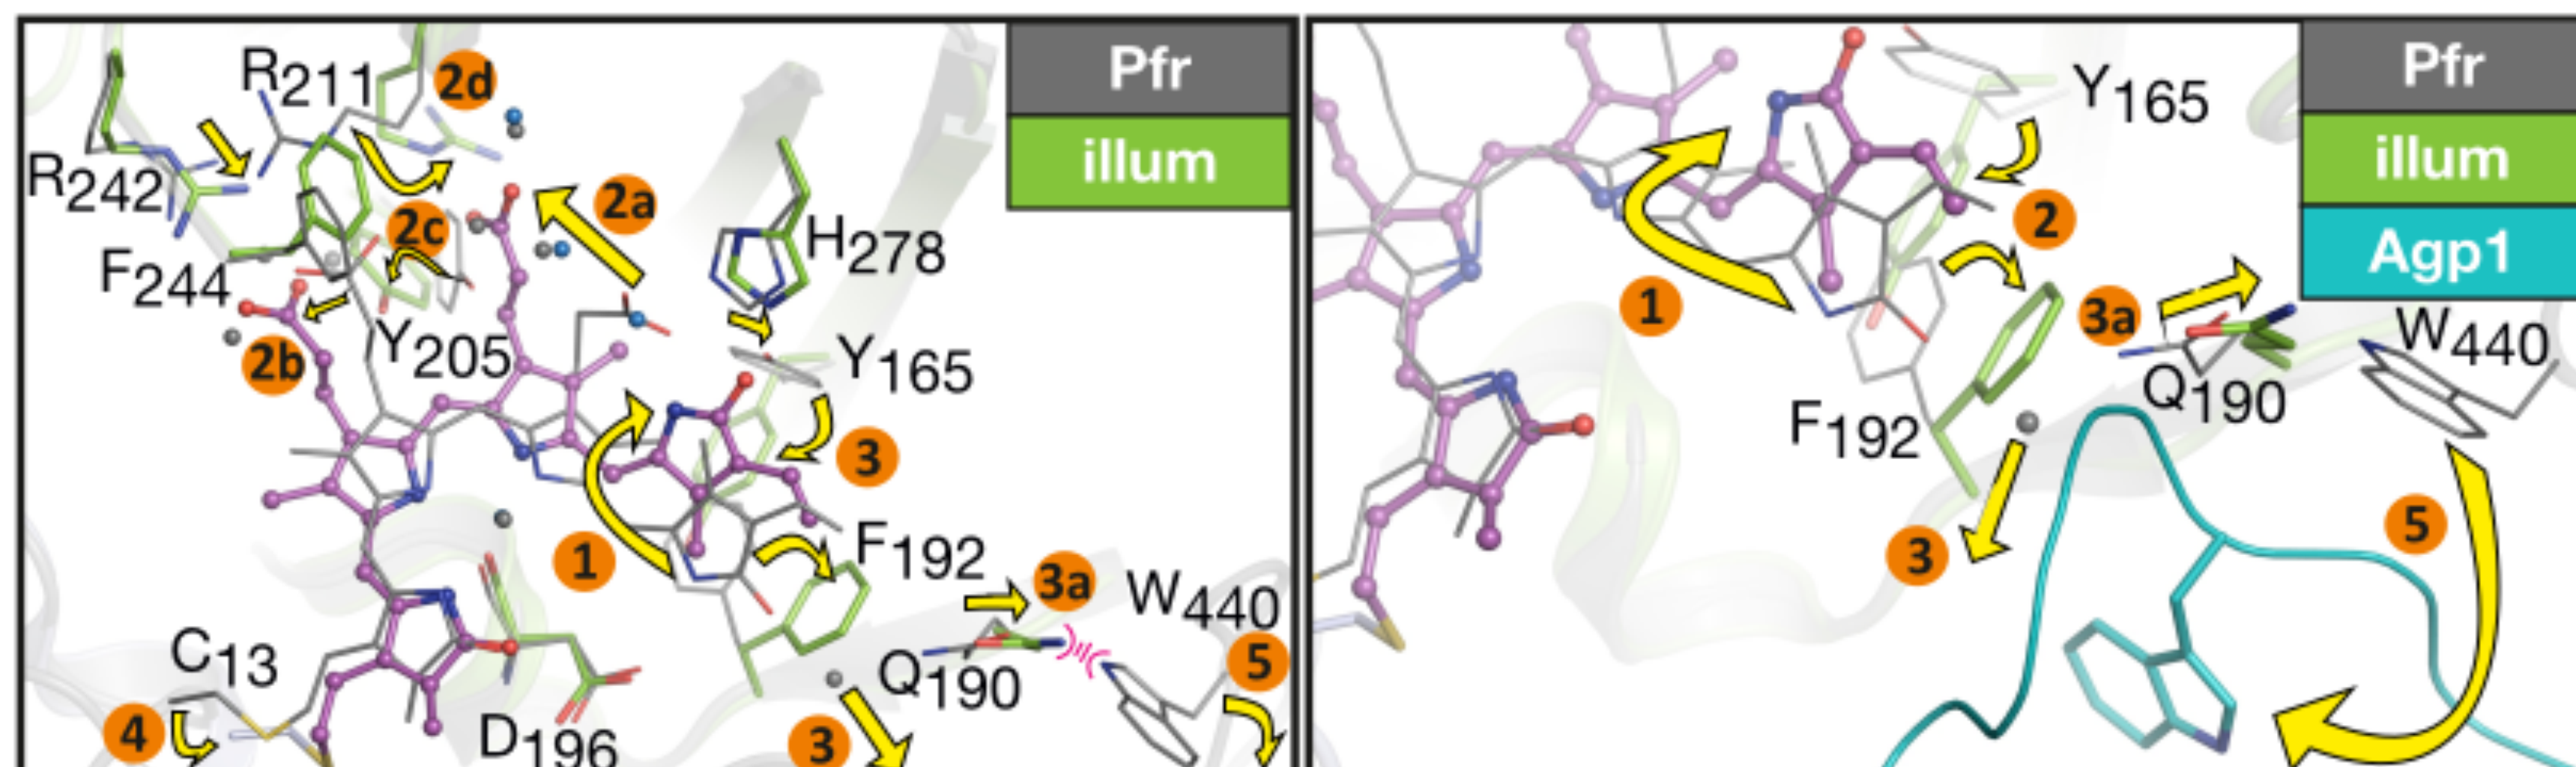 Pfr
illum
R211
2d
R242
2c
2a
F244
H278
2b
Y205
Y165
3
1
F192
3a
W440
C13
Q190
5
4
D196
3
Pfr
illum
Agp1
Y165
2
1
3a
W440
Q190
F192
3
5